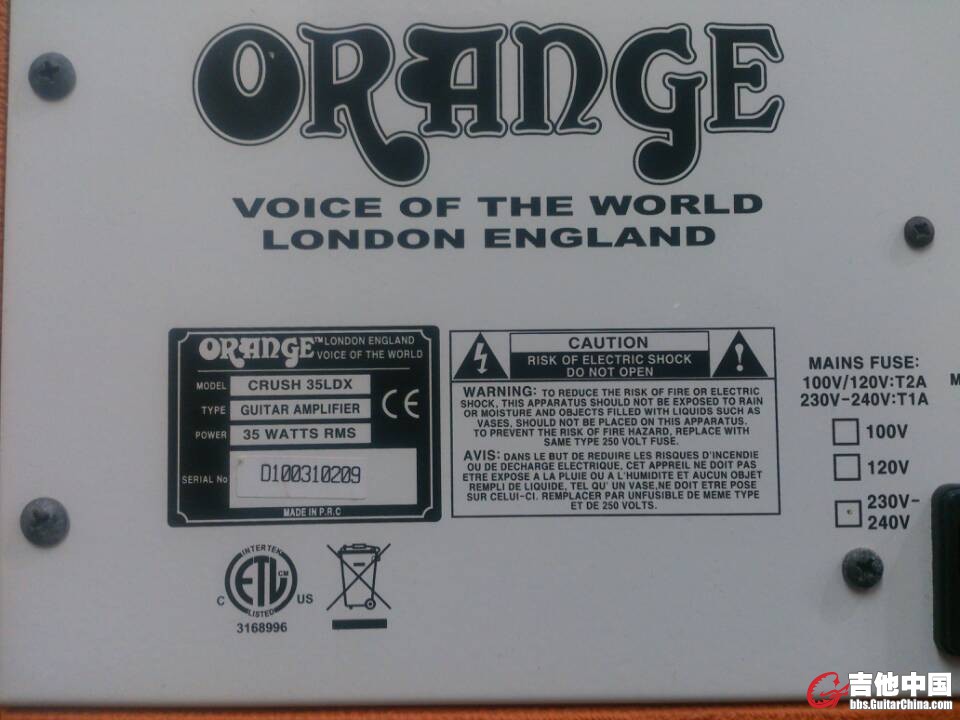 ORANGE
VOICE OF THE WORLD
LONDON ENGLAND
ORANGE™ LONDON ENGLAND
VOICE OF THE WORLD
MODEL CRUSH 35LDX
TYPE GUITAR AMPLIFIER
POWER 35 WATTS RMS
SERIAL No D100310209
MADE IN P.R.C
CE
CAUTION
RISK OF ELECTRIC SHOCK
DO NOT OPEN
WARNING: TO REDUCE THE RISK OF FIRE OR ELECTRIC
SHOCK, THIS APPARATUS SHOULD NOT BE EXPOSED TO RAIN
OR MOISTURE AND OBJECTS FILLED WITH LIQUIDS SUCH AS
VASES, SHOULD NOT BE PLACED ON THIS APPARATUS.
TO PREVENT THE RISK OF FIRE HAZARD, REPLACE WITH
SAME TYPE 250 VOLT FUSE.
AVIS: DANS LE BUT DE REDUIRE LES RISQUES D'INCENDIE
OU DE DECHARGE ELECTRIQUE, CET APPREIL NE DOIT PAS
ETRE EXPOSE A LA PLUIE OU A L'HUMIDITE ET AUCUN OBJET
REMPLI DE LIQUIDE, TEL QU' UN VASE,NE DOIT ETRE POSE
SUR CELUI-CI. REMPLACER PAR UNFUSIBLE DE MEME TYPE
ET DE 250 VOLTS.
MAINS FUSE:
100V/120V:T2A
230V-240V:T1A
100V
120V
230V-
240V
M
INTERTEK
C ETL CM US
LISTED
3168996
吉他中国
bbs.GuitarChina.com